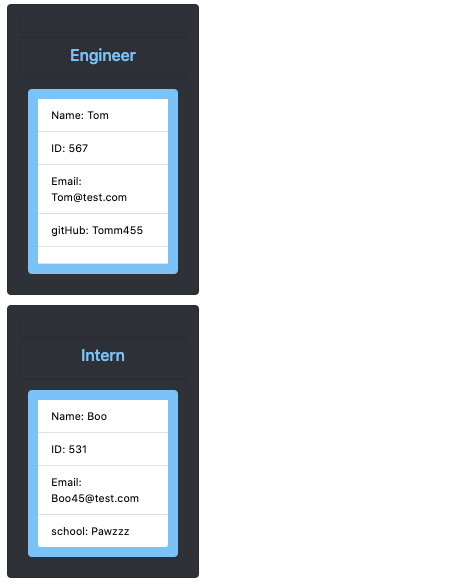 Engineer
Name: Tom
ID: 567
Email:
Tom@test.com
gitHub: Tomm455
Intern
Name: Boo
ID: 531
Email:
Boo45@test.com
school: Pawzzz